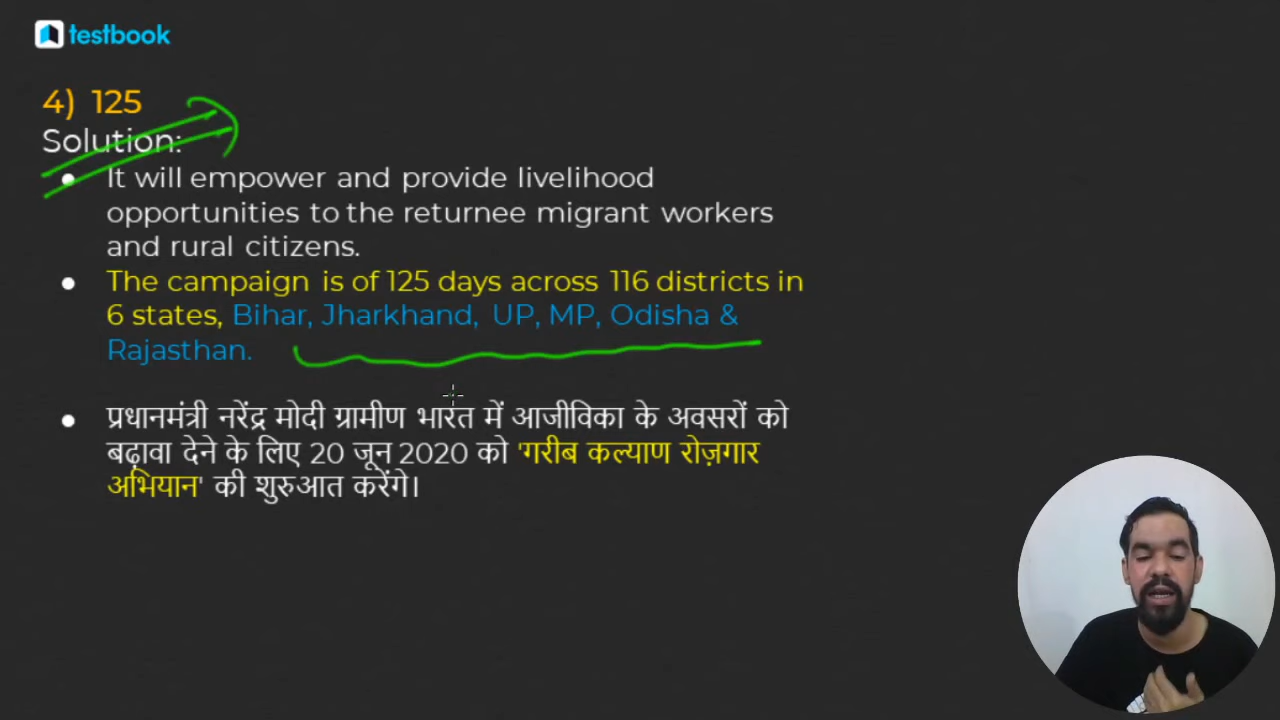 testbook
4) 125
Solution:
• It will empower and provide livelihood
opportunities to the returnee migrant workers
and rural citizens.
• The campaign is of 125 days across 116 districts in
6 states, Bihar, Jharkhand, UP, MP, Odisha &
Rajasthan.
• प्रधानमंत्री नरेंद्र मोदी ग्रामीण भारत में आजीविका के अवसरों को
बढ़ावा देने के लिए 20 जून 2020 को 'गरीब कल्याण रोज़गार
अभियान' की शुरुआत करेंगे।